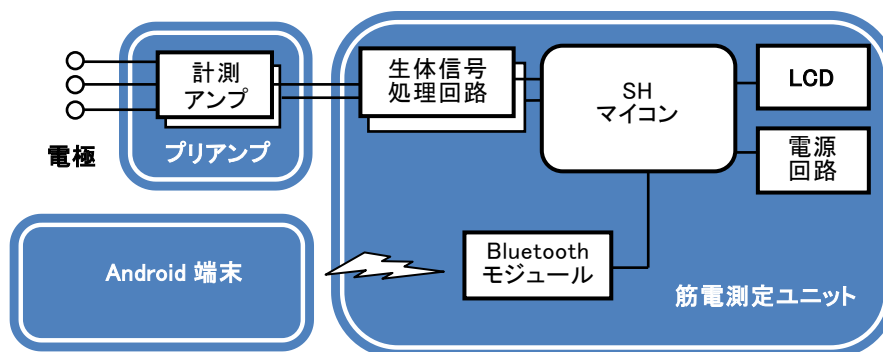 計測
アンプ
生体信号
処理回路
SH
マイコン
LCD
電極
プリアンプ
電源
回路
Android 端末
Bluetooth
モジュール
筋電測定ユニット